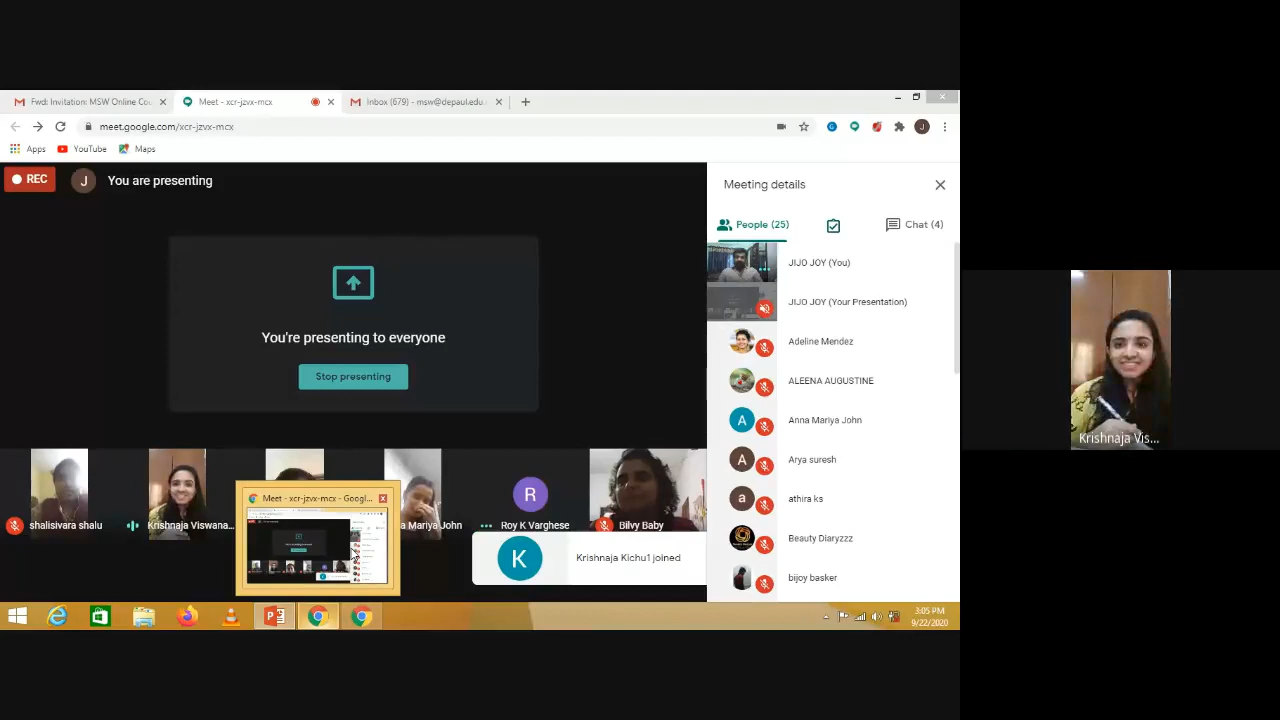 Fwd: Invitation: MSW Online Cou
Meet - xcr-jzvx-mcx
Inbox (679) - msw@depaul.edu.
meet.google.com/xcr-jzvx-mcx
J
Apps
YouTube
Maps
REC
J
You are presenting
You're presenting to everyone
Stop presenting
Meeting details
People (25)
Chat (4)
JIJO JOY (You)
JIJO JOY (Your Presentation)
Adeline Mendez
ALEENA AUGUSTINE
A
Anna Mariya John
A
Arya suresh
a
athira ks
Beauty Diaryzzz
bijoy basker
shalisivara shalu
Krishnaja Viswana...
a Mariya John
R
Roy K Varghese
Bilvy Baby
Meet - xcr-jzvx-mcx - Googl...
K
Krishnaja Kichu1 joined
3:05 PM
9/22/2020
Krishnaja Vis...